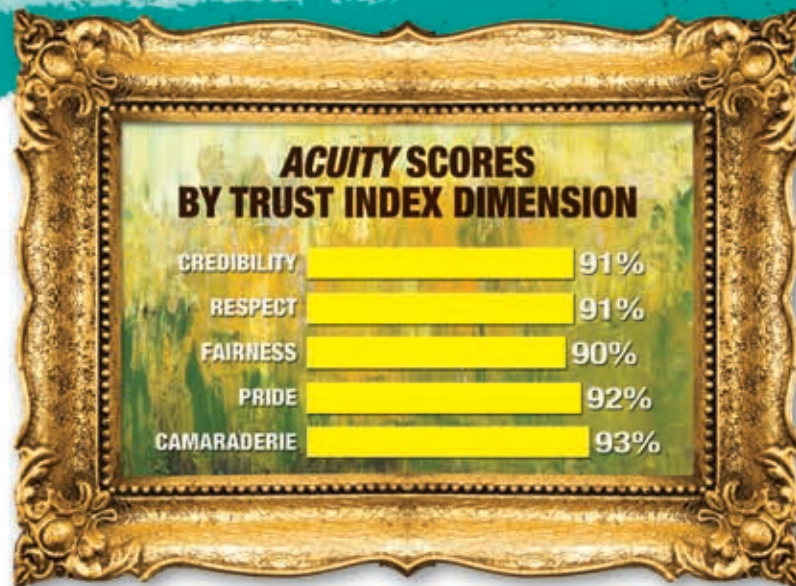 ACUITY SCORES
BY TRUST INDEX DIMENSION
CREDIBILITY 91%
RESPECT 91%
FAIRNESS 90%
PRIDE 92%
CAMARADERIE 93%